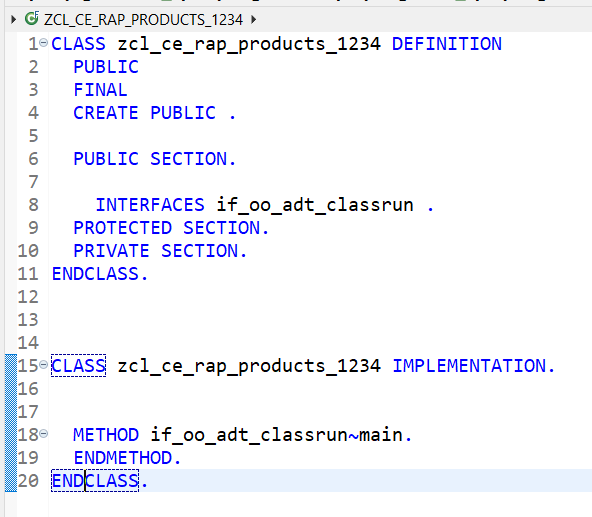 ZCL_CE_RAP_PRODUCTS_1234
1 CLASS zcl_ce_rap_products_1234 DEFINITION
2 PUBLIC
3 FINAL
4 CREATE PUBLIC .
5
6 PUBLIC SECTION.
7
8 INTERFACES if_oo_adt_classrun .
9 PROTECTED SECTION.
10 PRIVATE SECTION.
11 ENDCLASS.
12
13
14
15 CLASS zcl_ce_rap_products_1234 IMPLEMENTATION.
16
17
18 METHOD if_oo_adt_classrun~main.
19 ENDMETHOD.
20 ENDCLASS.